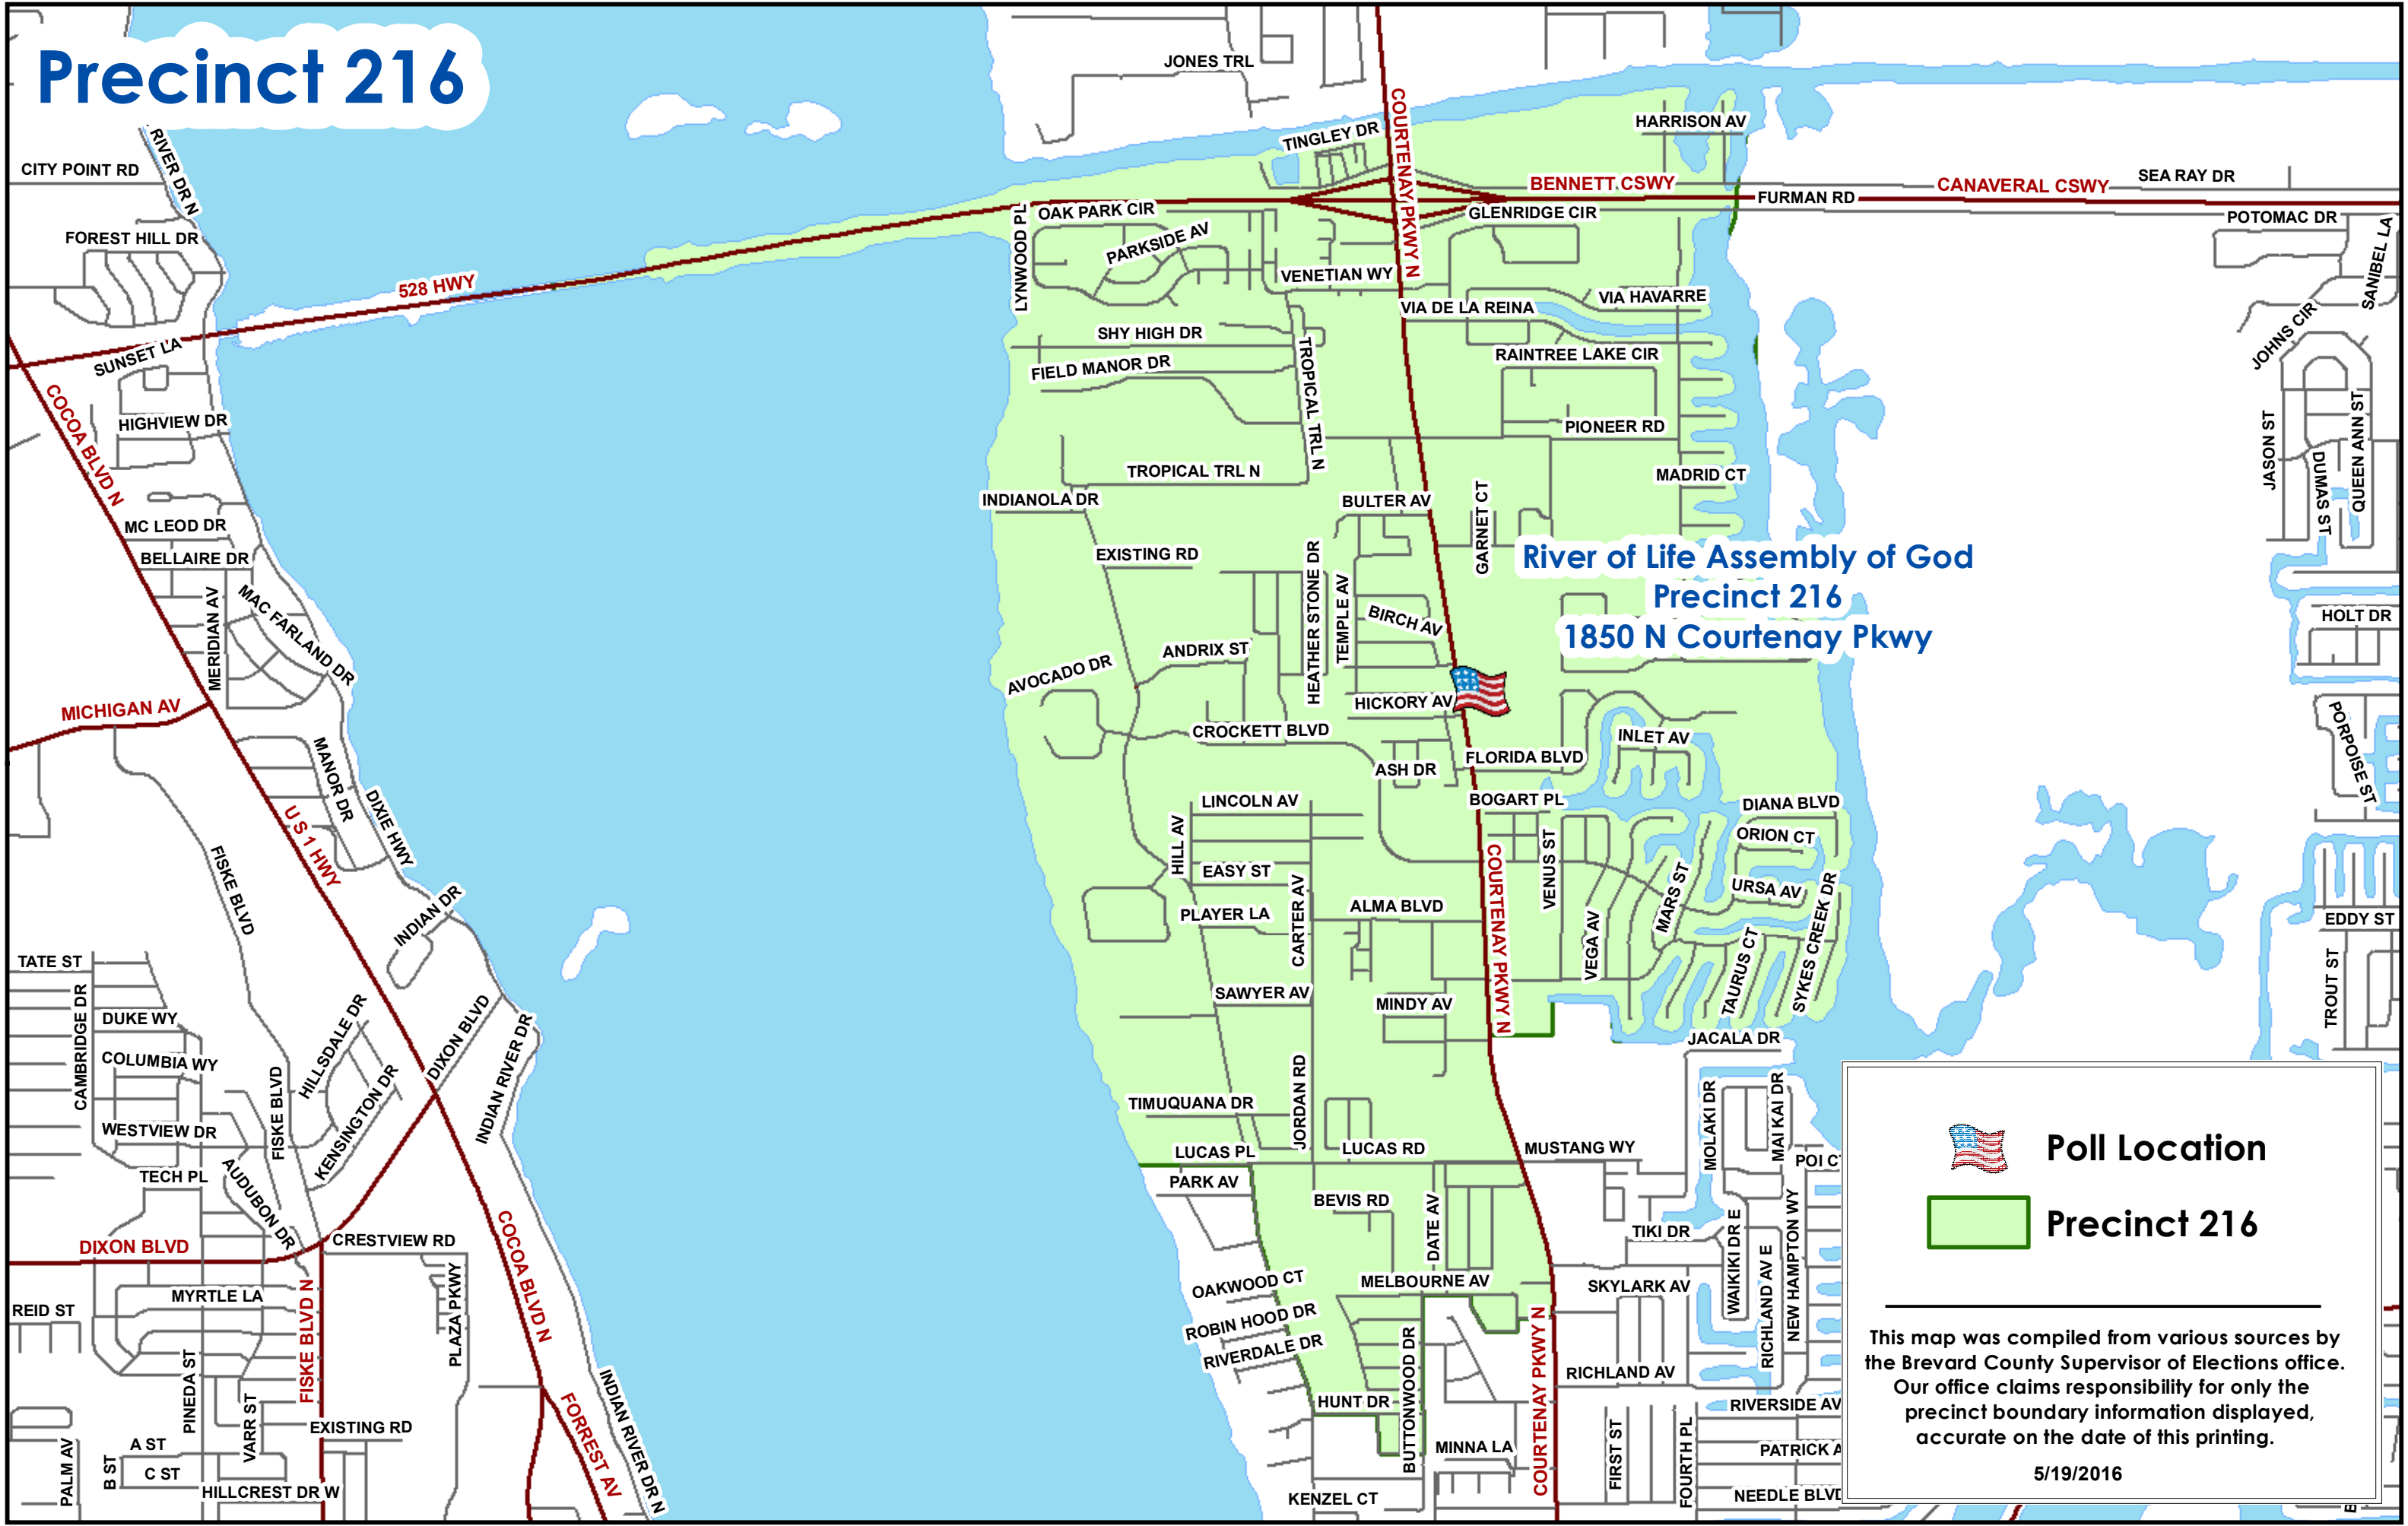 Precinct 216
JONES TRL
COURTENAY PKWY N
TINGLEY DR
HARRISON AV
RIVER DR N
CITY POINT RD
BENNETT CSWY
CANAVERAL CSWY
SEA RAY DR
FURMAN RD
OAK PARK CIR
GLENRIDGE CIR
POTOMAC DR
LYNWOOD PL
FOREST HILL DR
PARKSIDE AV
SANIBEL LA
VENETIAN WY
528 HWY
VIA HAVARRE
VIA DE LA REINA
JOHNS CIR
SHY HIGH DR
SUNSET LA
FIELD MANOR DR
TROPICAL TRL N
RAINTREE LAKE CIR
COCOA BLVD N
HIGHVIEW DR
PIONEER RD
JASON ST
DUMAS ST
QUEEN ANN ST
TROPICAL TRL N
MADRID CT
INDIANOLA DR
BULTER AV
GARNET CT
MC LEOD DR
BELLAIRE DR
EXISTING RD
River of Life Assembly of God
Precinct 216
1850 N Courtenay Pkwy
MERIDIAN AV
MAC FARLAND DR
HEATHER STONE DR
TEMPLE AV
BIRCH AV
HOLT DR
ANDRIX ST
AVOCADO DR
HICKORY AV
MICHIGAN AV
CROCKETT BLVD
INLET AV
PORPOISE ST
MANOR DR
ASH DR
FLORIDA BLVD
DIXIE HWY
U S 1 HWY
LINCOLN AV
BOGART PL
DIANA BLVD
HILL AV
ORION CT
FISKE BLVD
EASY ST
COURTENAY PKWY N
VENUS ST
MARS ST
URSA AV
INDIAN DR
PLAYER LA
CARTER AV
ALMA BLVD
VEGA AV
SYKES CREEK DR
EDDY ST
TATE ST
TAURUS CT
TROUT ST
CAMBRIDGE DR
SAWYER AV
MINDY AV
DUKE WY
HILLSDALE DR
DIXON BLVD
INDIAN RIVER DR
JACALA DR
COLUMBIA WY
FISKE BLVD
KENSINGTON DR
TIMUQUANA DR
JORDAN RD
MOLAKI DR
MAI KAI DR
WESTVIEW DR
LUCAS PL
LUCAS RD
MUSTANG WY
POI C
Poll Location
TECH PL
AUDUBON DR
PARK AV
BEVIS RD
DATE AV
NEW HAMPTON WY
Precinct 216
DIXON BLVD
CRESTVIEW RD
COCOA BLVD N
TIKI DR
WAIKIKI DR E
RICHLAND AV E
OAKWOOD CT
MELBOURNE AV
SKYLARK AV
MYRTLE LA
REID ST
FISKE BLVD N
PLAZA PKWY
ROBIN HOOD DR
RIVERDALE DR
BUTTONWOOD DR
COURTENAY PKWY N
This map was compiled from various sources by
the Brevard County Supervisor of Elections office.
Our office claims responsibility for only the
precinct boundary information displayed,
accurate on the date of this printing.
5/19/2016
PINEDA ST
VARR ST
INDIAN RIVER DR N
FORREST AV
RICHLAND AV
HUNT DR
RIVERSIDE AV
EXISTING RD
A ST
PALM AV
B ST
C ST
MINNA LA
FIRST ST
FOURTH PL
PATRICK A
HILLCREST DR W
KENZEL CT
NEEDLE BLVD